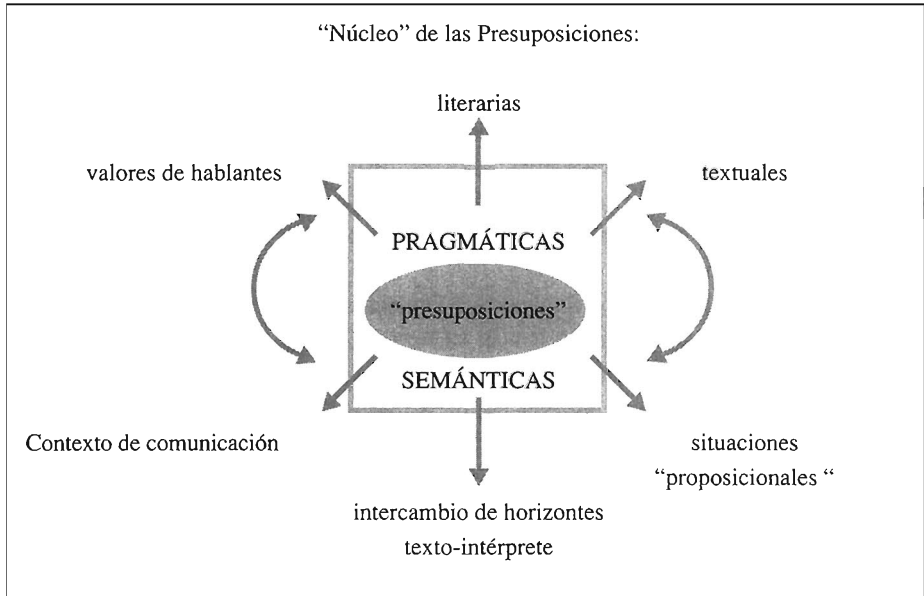 “Núcleo” de las Presuposiciones:
literarias
valores de hablantes
textuales
PRAGMÁTICAS
“presuposiciones”
SEMÁNTICAS
Contexto de comunicación
situaciones
“proposicionales “
intercambio de horizontes
texto-intérprete